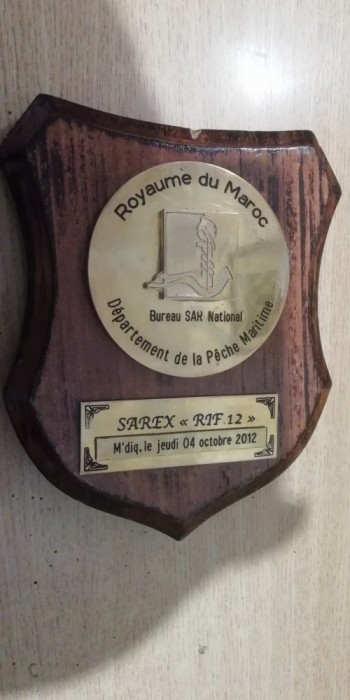 Royaume du Maroc
Bureau SAR National
Département de la Pêche Maritime
SAREX « RIF 12 »
M'diq, le jeudi 04 octobre 2012